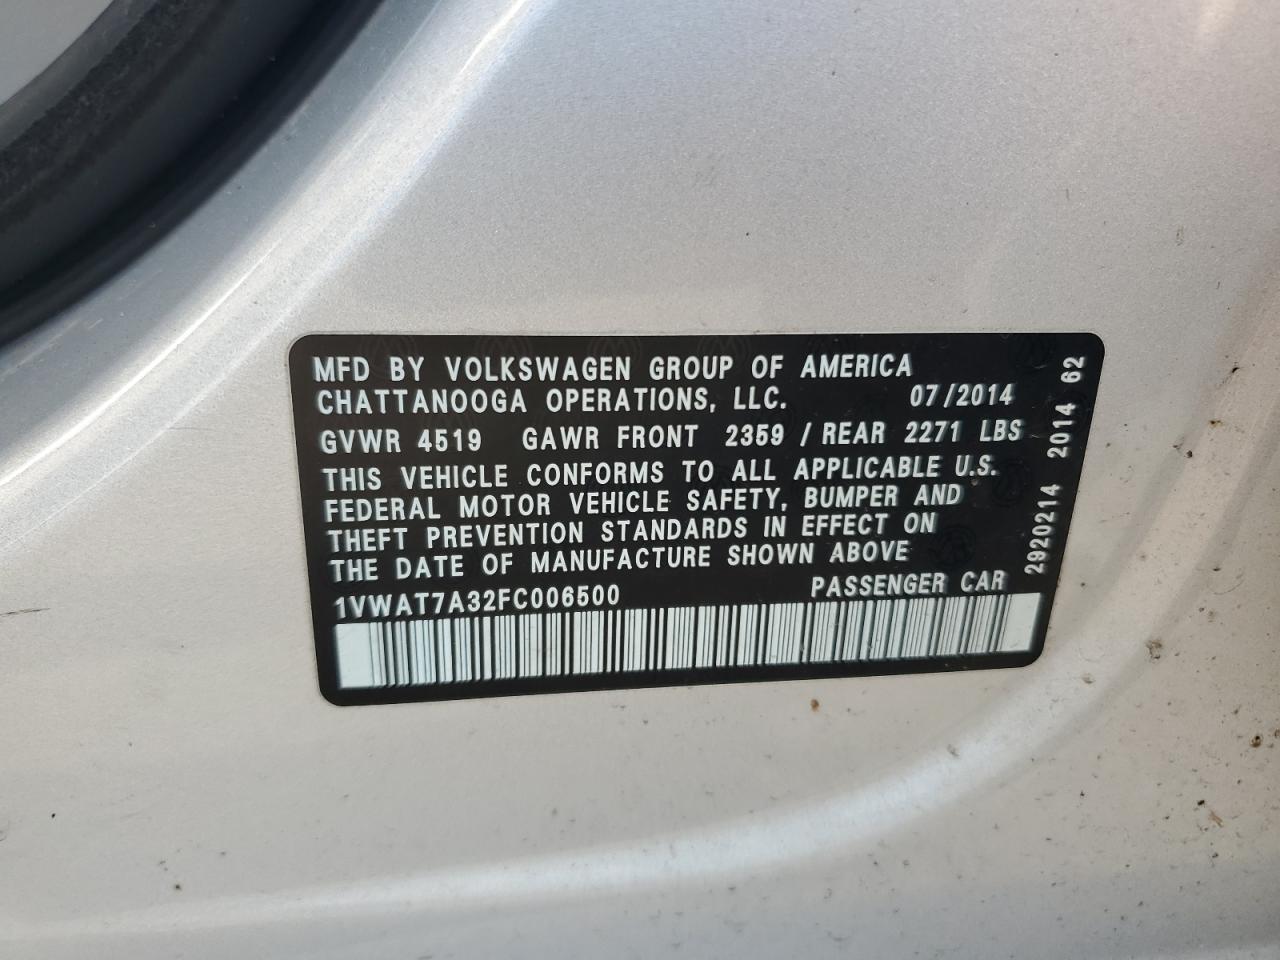 MFD BY VOLKSWAGEN GROUP OF AMERICA
CHATTANOOGA OPERATIONS, LLC. 07/2014
GVWR 4519 GAWR FRONT 2359 / REAR 2271 LBS
THIS VEHICLE CONFORMS TO ALL APPLICABLE U.S.
FEDERAL MOTOR VEHICLE SAFETY, BUMPER AND
THEFT PREVENTION STANDARDS IN EFFECT ON
THE DATE OF MANUFACTURE SHOWN ABOVE
1VWAT7A32FC006500 PASSENGER CAR
2920214 2014 62